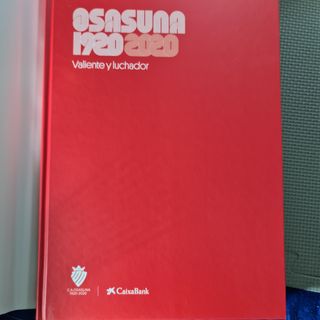 OSASUNA
1920 2020
Valiente y luchador
C.A. OSASUNA
1920·2020
CaixaBank